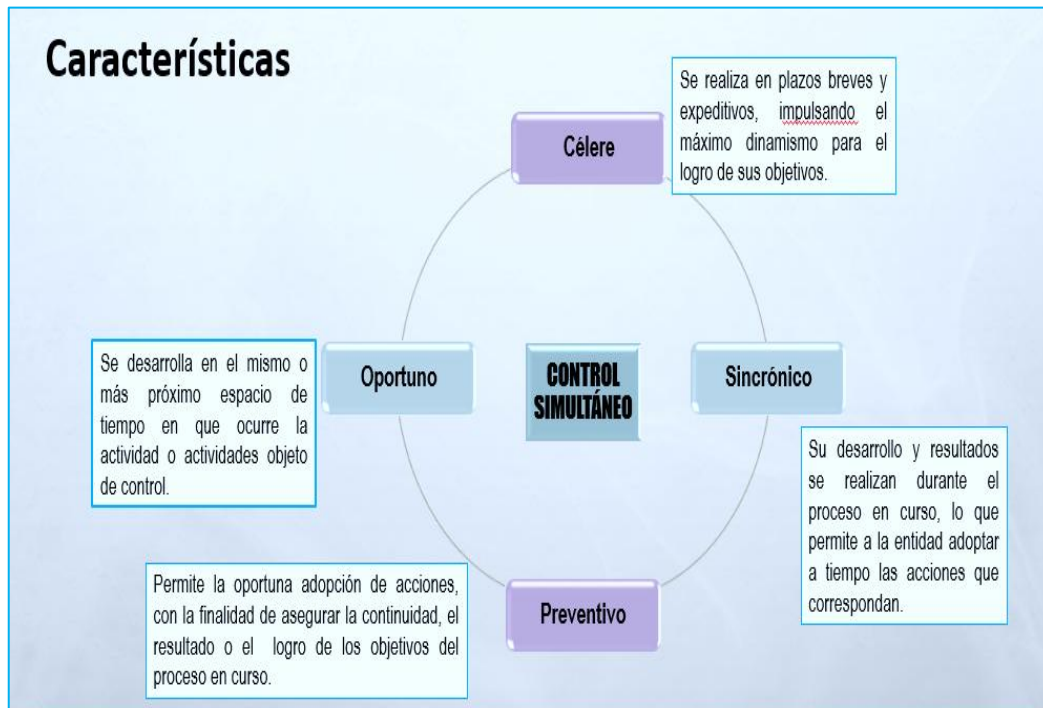 Características
Célere
Se realiza en plazos breves y
expeditivos, impulsando el
máximo dinamismo para el
logro de sus objetivos.
Oportuno
Se desarrolla en el mismo o
más próximo espacio de
tiempo en que ocurre la
actividad o actividades objeto
de control.
CONTROL
SIMULTÁNEO
Sincrónico
Su desarrollo y resultados
se realizan durante el
proceso en curso, lo que
permite a la entidad adoptar
a tiempo las acciones que
correspondan.
Preventivo
Permite la oportuna adopción de acciones,
con la finalidad de asegurar la continuidad, el
resultado o el logro de los objetivos del
proceso en curso.